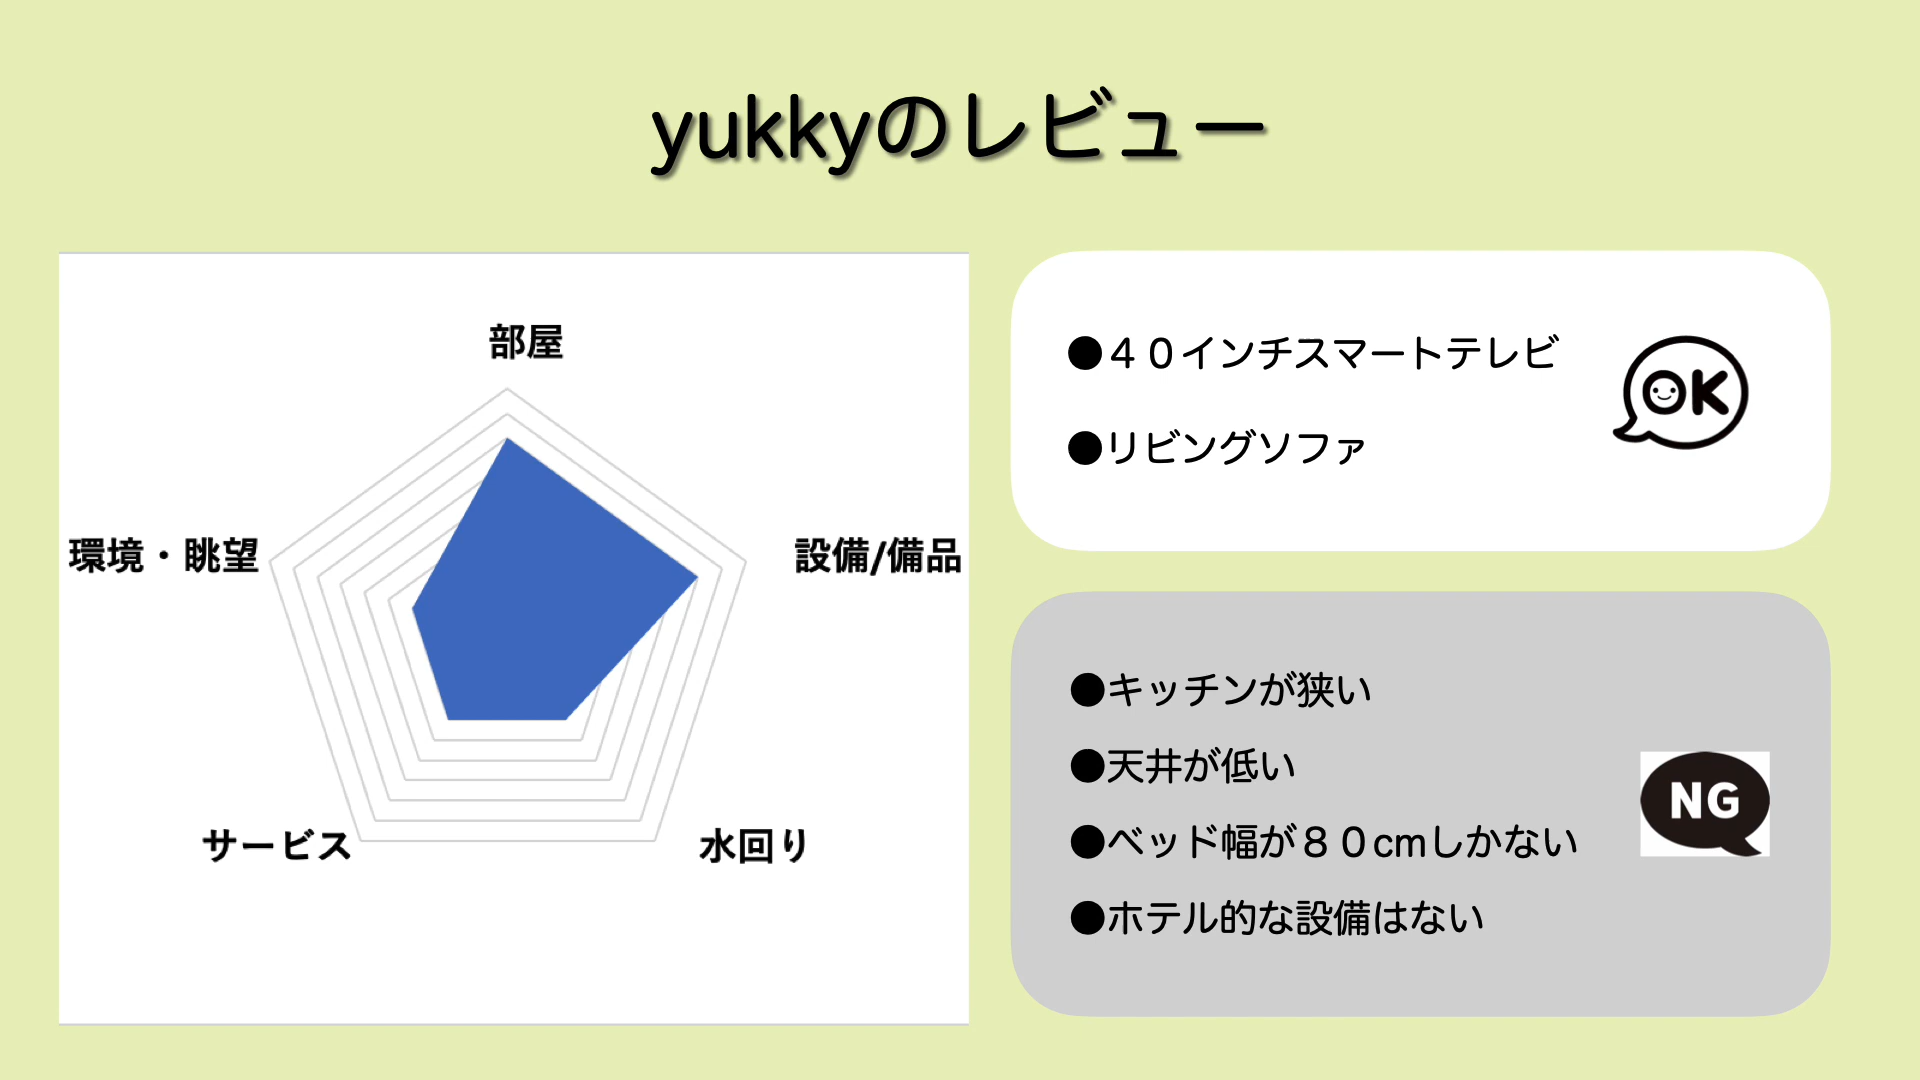 yukkyのレビュー
部屋
環境・眺望
設備/備品
サービス
水回り
●４０インチスマートテレビ
●リビングソファ
OK
●キッチンが狭い
●天井が低い
●ベッド幅が８０cmしかない
●ホテル的な設備はない
NG